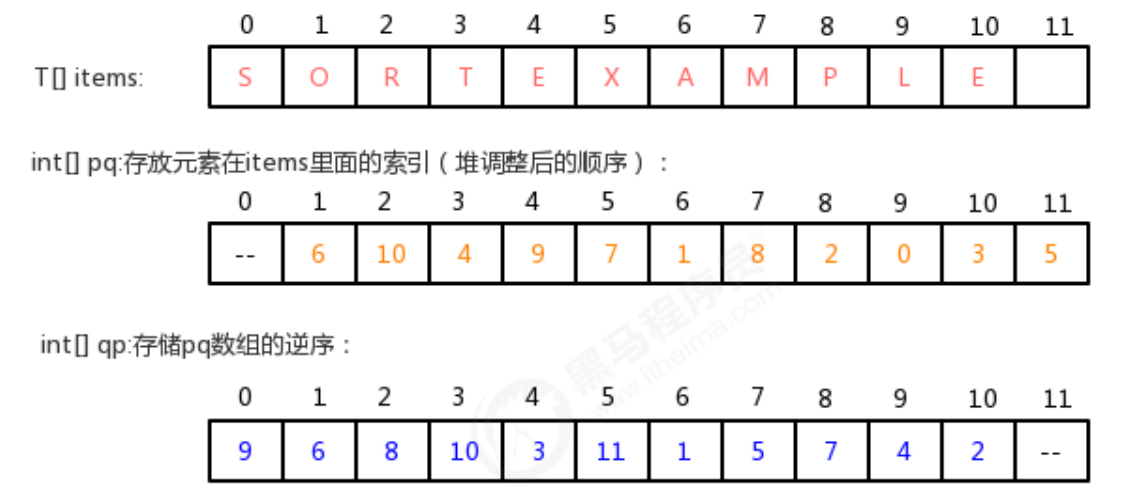 0 1 2 3 4 5 6 7 8 9 10 11
T[] items: S O R T E X A M P L E
int[] pq:存放元素在items里面的索引（堆调整后的顺序）：
0 1 2 3 4 5 6 7 8 9 10 11
-- 6 10 4 9 7 1 8 2 0 3 5
int[] qp:存储pq数组的逆序：
0 1 2 3 4 5 6 7 8 9 10 11
9 6 8 10 3 11 1 5 7 4 2 --
黑马程序员
www.itheima.com